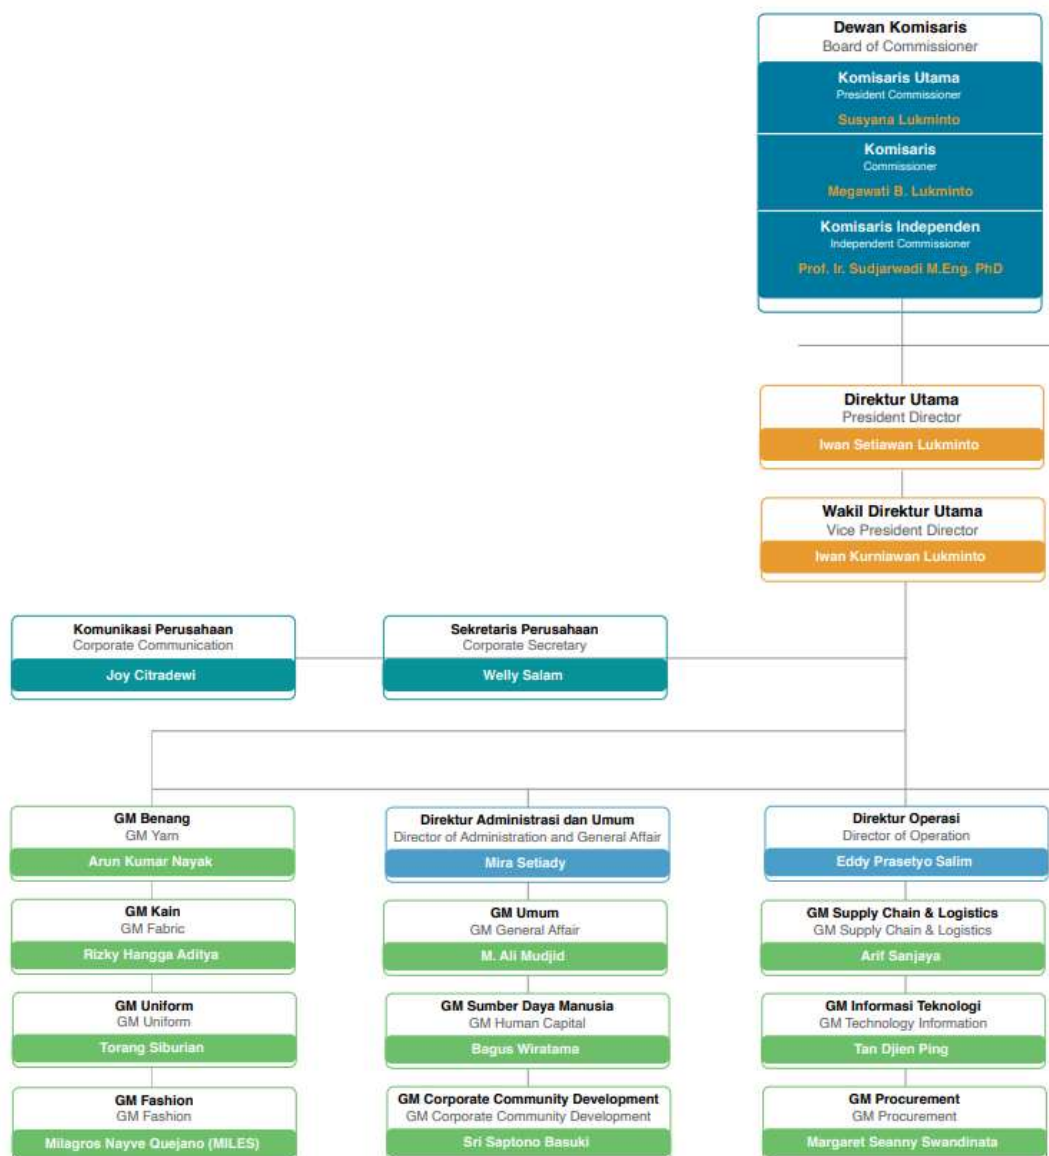 Dewan Komisaris
Board of Commissioner
Komisaris Utama
President Commissioner
Susyana Lukminto
Komisaris
Commissioner
Megawati B. Lukminto
Komisaris Independen
Independent Commissioner
Prof. Ir. Sudjarwadi M.Eng. PhD
Direktur Utama
President Director
Iwan Setiawan Lukminto
Wakil Direktur Utama
Vice President Director
Iwan Kurniawan Lukminto
Komunikasi Perusahaan
Corporate Communication
Joy Citradewi
Sekretaris Perusahaan
Corporate Secretary
Welly Salam
GM Benang
GM Yarn
Arun Kumar Nayak
GM Kain
GM Fabric
Rizky Hangga Aditya
GM Uniform
GM Uniform
Torang Siburian
GM Fashion
GM Fashion
Milagros Nayve Quejano (MILES)
Direktur Administrasi dan Umum
Director of Administration and General Affair
Mira Setiady
GM Umum
GM General Affair
M. Ali Mudjid
GM Sumber Daya Manusia
GM Human Capital
Bagus Wiratama
GM Corporate Community Development
GM Corporate Community Development
Sri Saptono Basuki
Direktur Operasi
Director of Operation
Eddy Prasetyo Salim
GM Supply Chain & Logistics
GM Supply Chain & Logistics
Arif Sanjaya
GM Informasi Teknologi
GM Technology Information
Tan Djien Ping
GM Procurement
GM Procurement
Margaret Seanny Swandinata